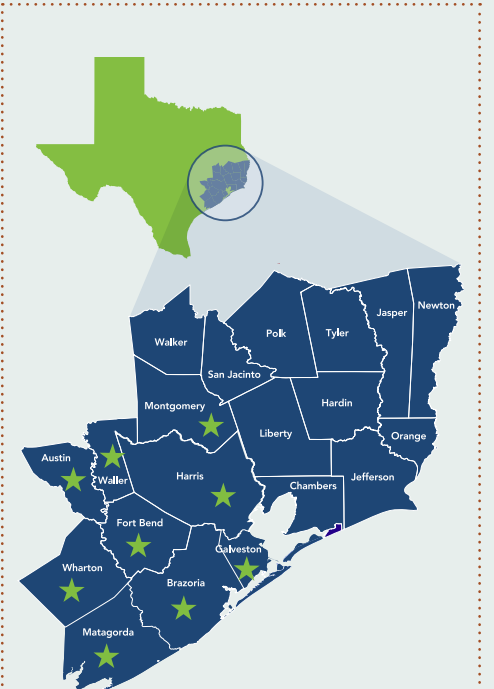 Newton
Jasper
Polk
Tyler
Walker
San Jacinto
Hardin
Montgomery
Liberty
Orange
Austin
Harris
Waller
Jefferson
Chambers
Fort Bend
Galveston
Wharton
Brazoria
Matagorda